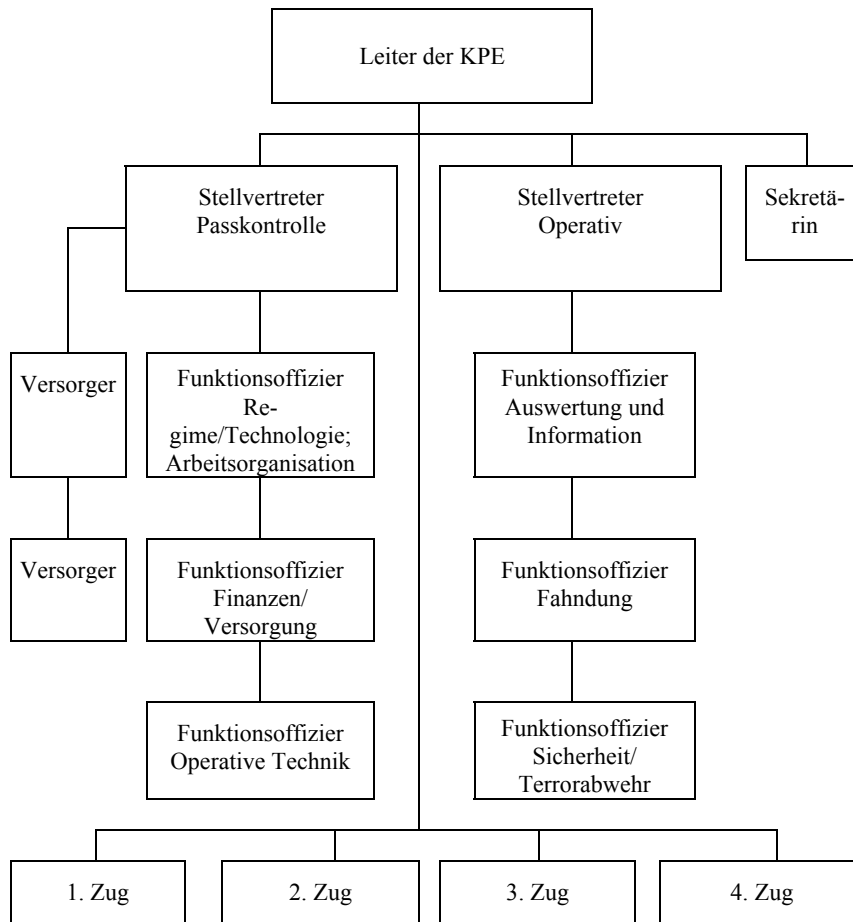 Leiter der KPE
Stellvertreter
Passkontrolle
Stellvertreter
Operativ
Sekretä-
rin
Versorger
Funktionsoffizier
Re-
gime/Technologie;
Arbeitsorganisation
Funktionsoffizier
Auswertung und
Information
Versorger
Funktionsoffizier
Finanzen/
Versorgung
Funktionsoffizier
Fahndung
Funktionsoffizier
Operative Technik
Funktionsoffizier
Sicherheit/
Terrorabwehr
1. Zug
2. Zug
3. Zug
4. Zug